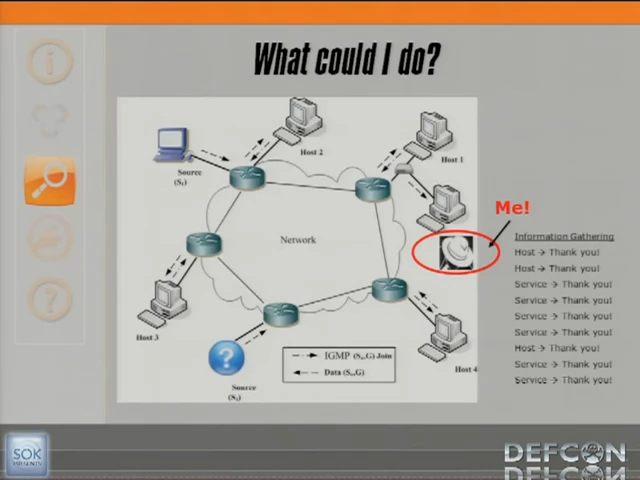 What could I do?
Host 2
Host 1
Source
(S₁)
Me!
Information Gathering
Host → Thank you!
Host → Thank you!
Service → Thank you!
Service → Thank you!
Service → Thank you!
Service → Thank you!
Host → Thank you!
Service → Thank you!
Service → Thank you!
Network
Host 3
Host 4
IGMP (S₁,G) Join
Data (S₁,G)
Source
SOK
PRESENTS
DEFCON